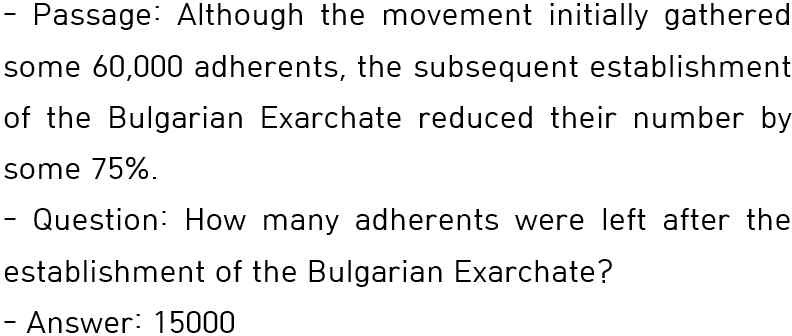 - Passage: Although the movement initially gathered
some 60,000 adherents, the subsequent establishment
of the Bulgarian Exarchate reduced their number by
some 75%.
- Question: How many adherents were left after the
establishment of the Bulgarian Exarchate?
- Answer: 15000